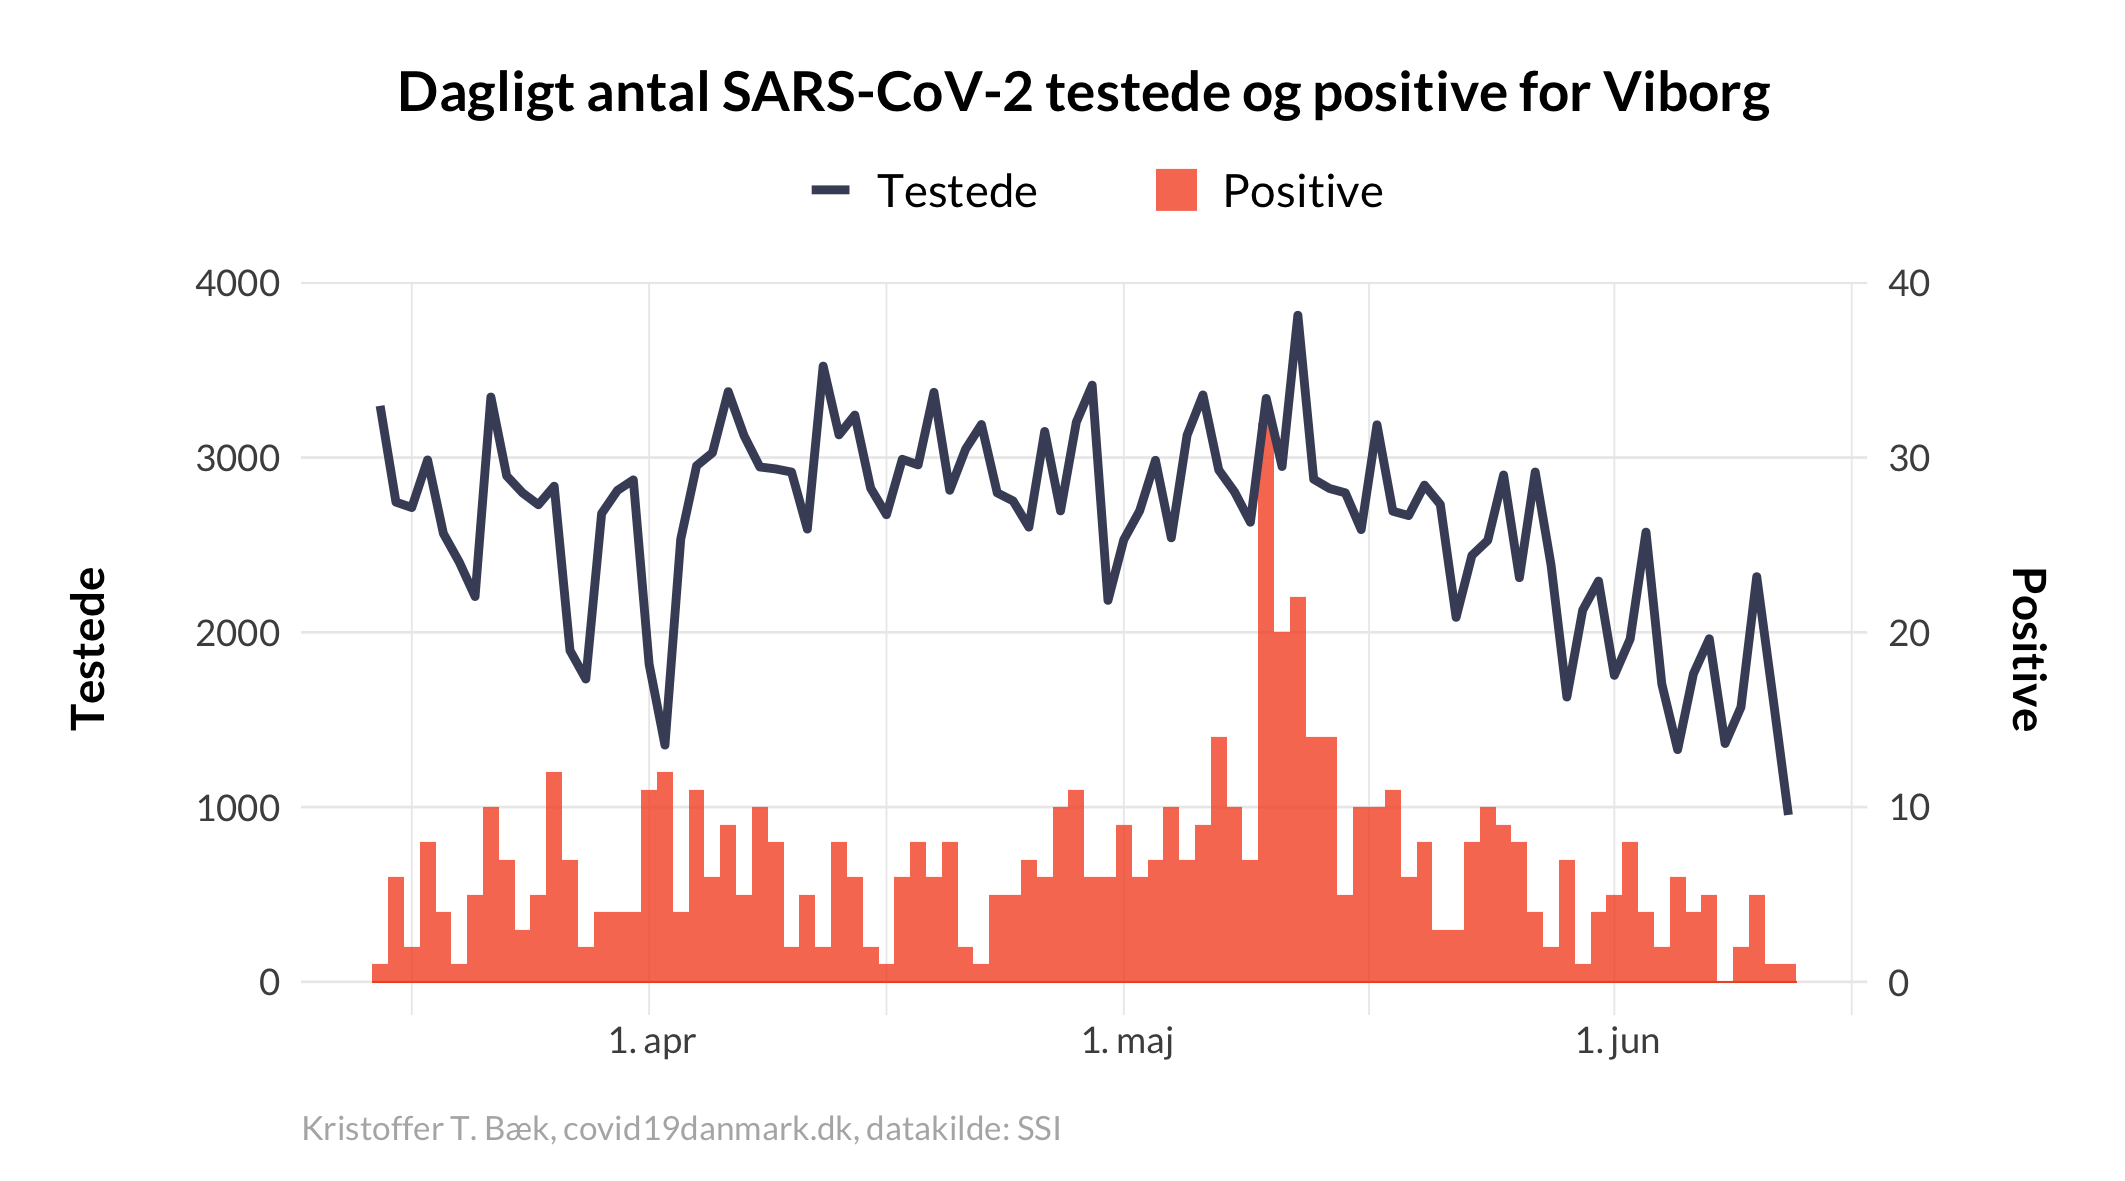 Dagligt antal SARS-CoV-2 testede og positive for Viborg
Testede Positive
4000 40
3000 30
2000 20
1000 10
0 0
Testede
Positive
1. apr 1. maj 1. jun
Kristoffer T. Bæk, covid19danmark.dk, datakilde: SSI